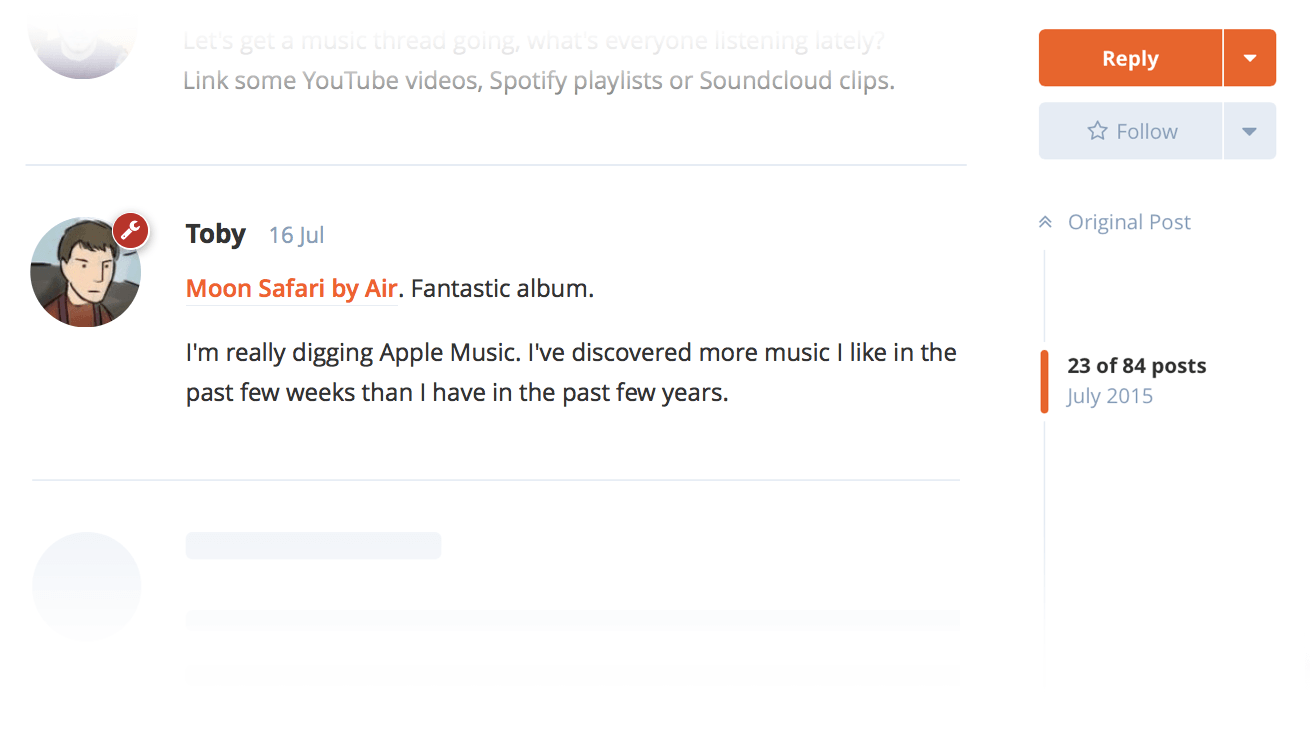 Let's get a music thread going, what's everyone listening lately?
Link some YouTube videos, Spotify playlists or Soundcloud clips.
Reply
Follow
Original Post
Toby 16 Jul
Moon Safari by Air. Fantastic album.
I'm really digging Apple Music. I've discovered more music I like in the
past few weeks than I have in the past few years.
23 of 84 posts
July 2015